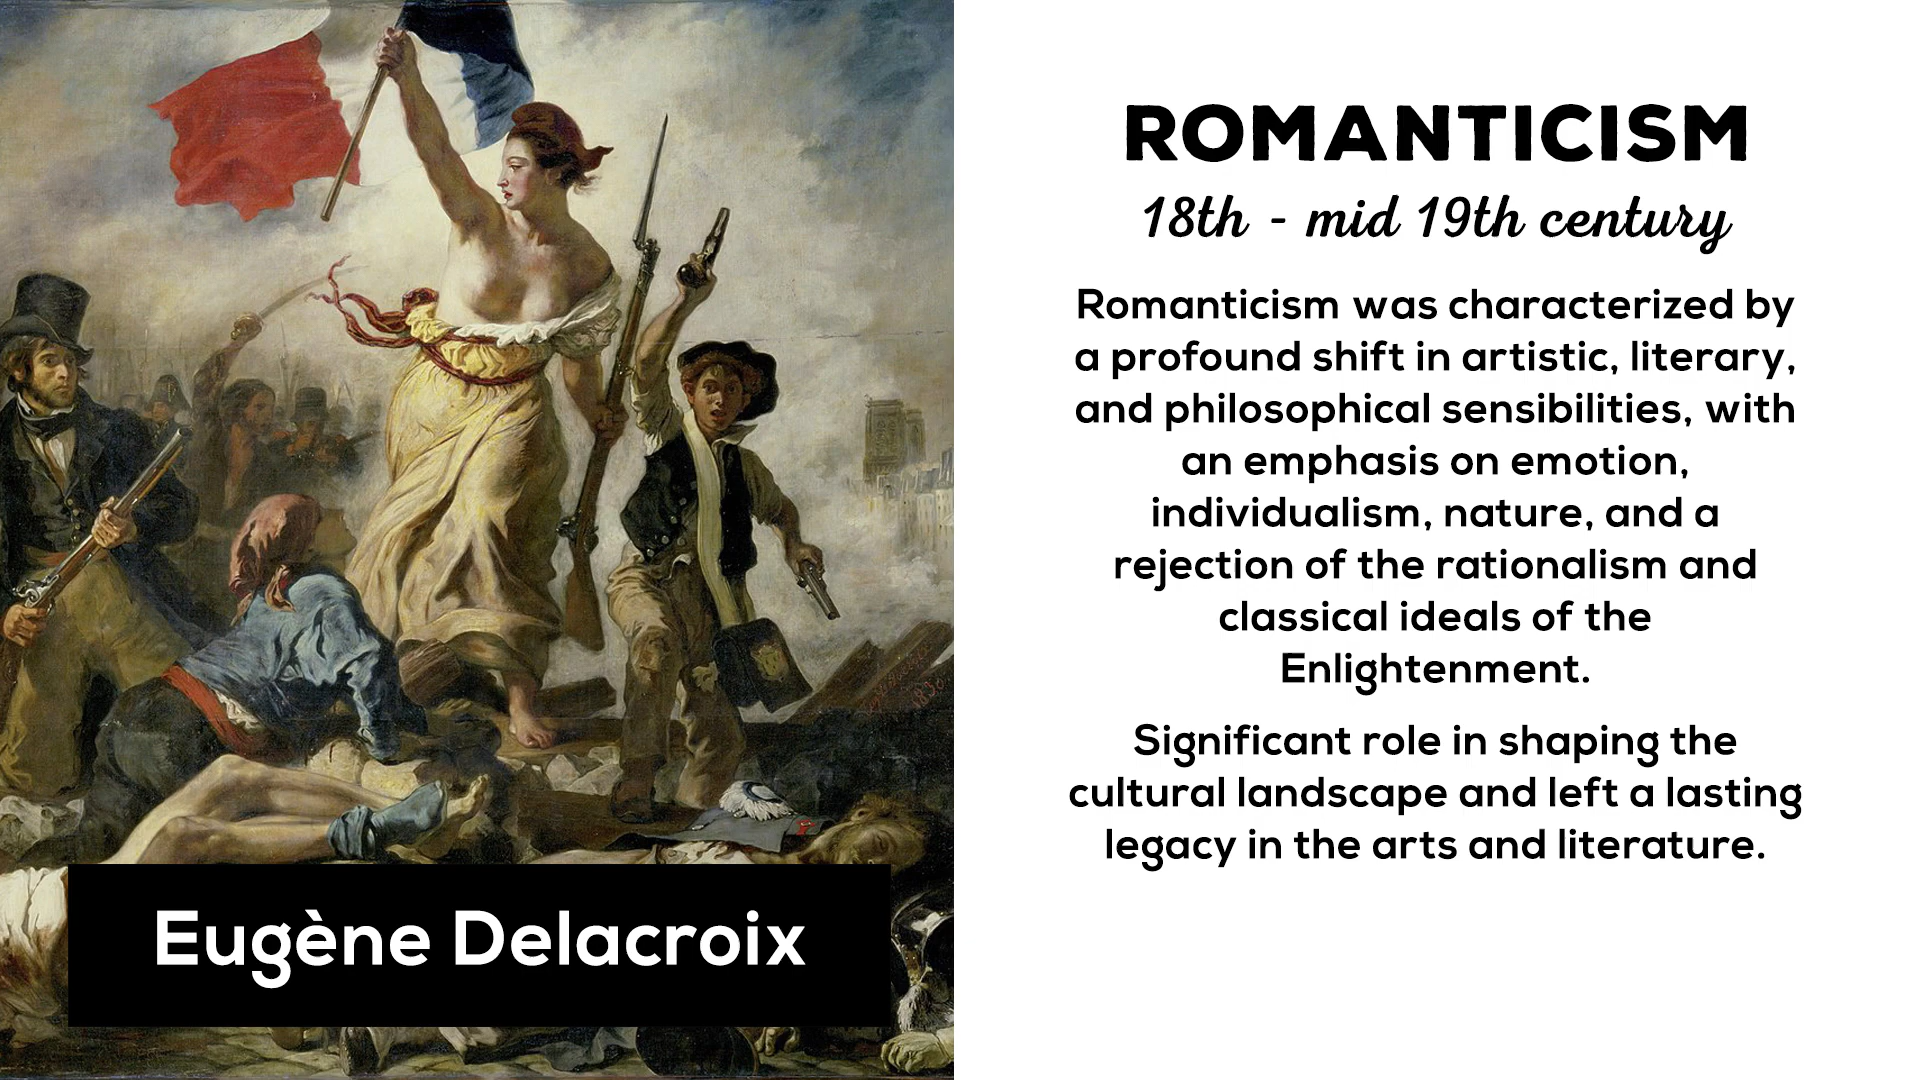 ROMANTICISM
18th - mid 19th century
Romanticism was characterized by
a profound shift in artistic, literary,
and philosophical sensibilities, with
an emphasis on emotion,
individualism, nature, and a
rejection of the rationalism and
classical ideals of the
Enlightenment.
Significant role in shaping the
cultural landscape and left a lasting
legacy in the arts and literature.
Eugène Delacroix
1830